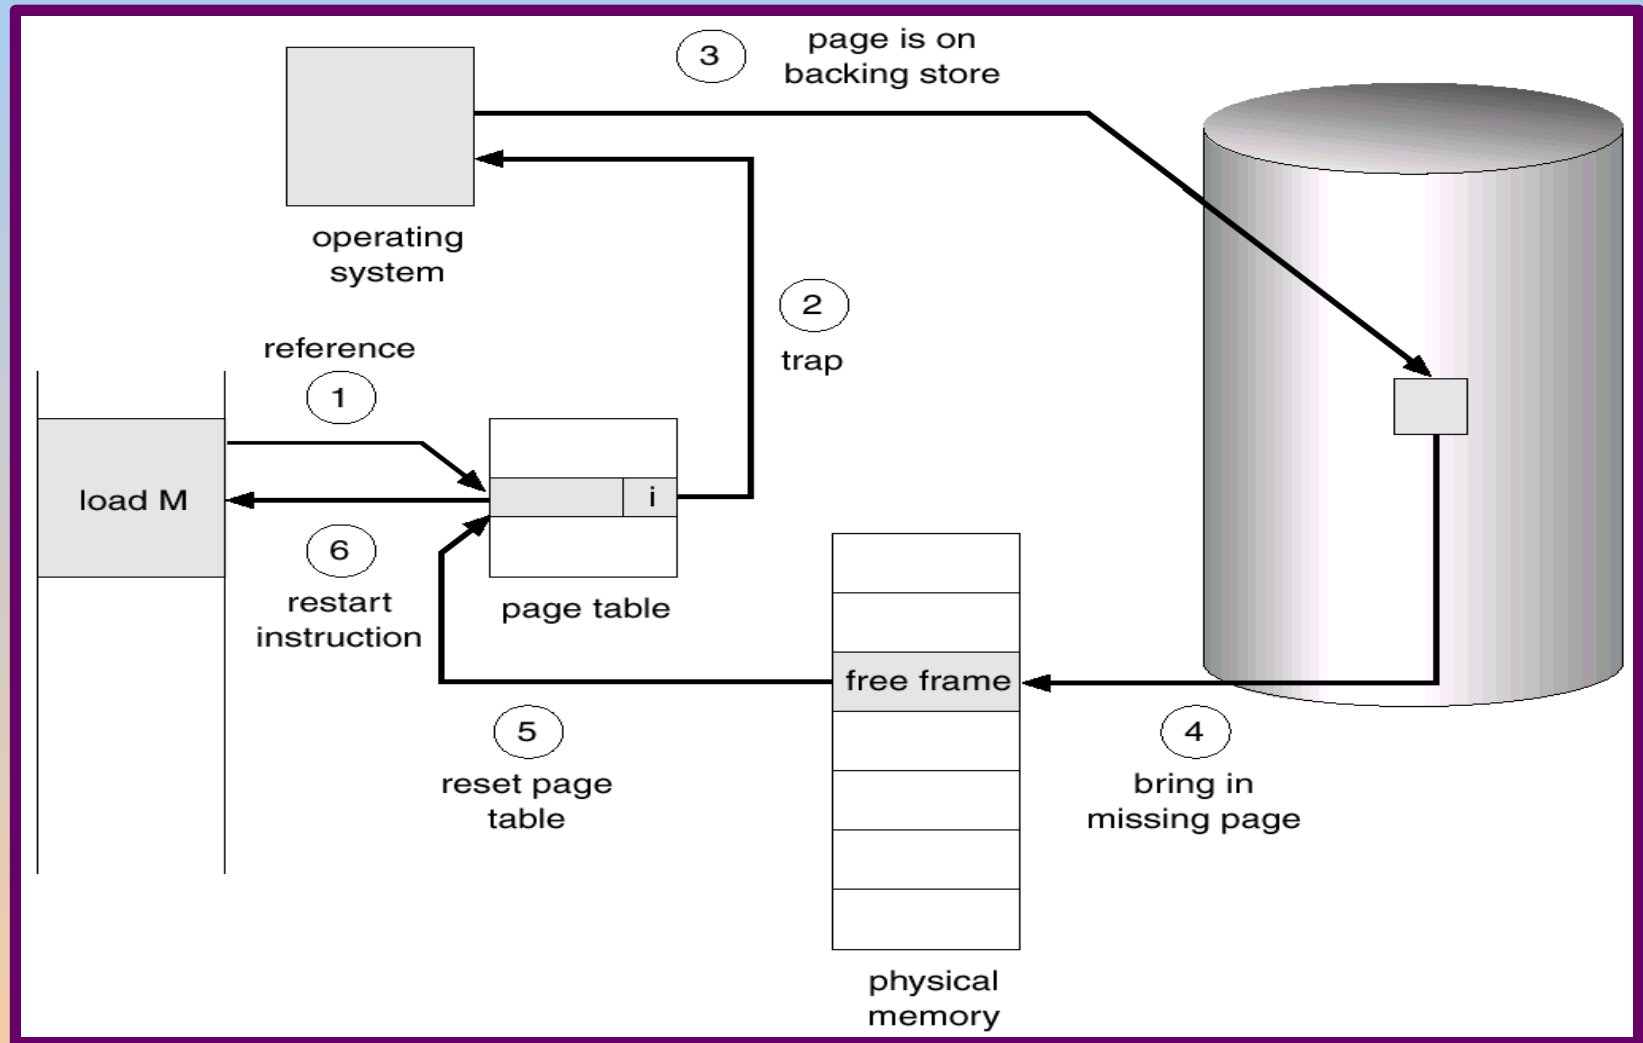 3
page is on
backing store
operating
system
2
trap
reference
1
load M
i
6
restart
instruction
page table
free frame
5
reset page
table
4
bring in
missing page
physical
memory